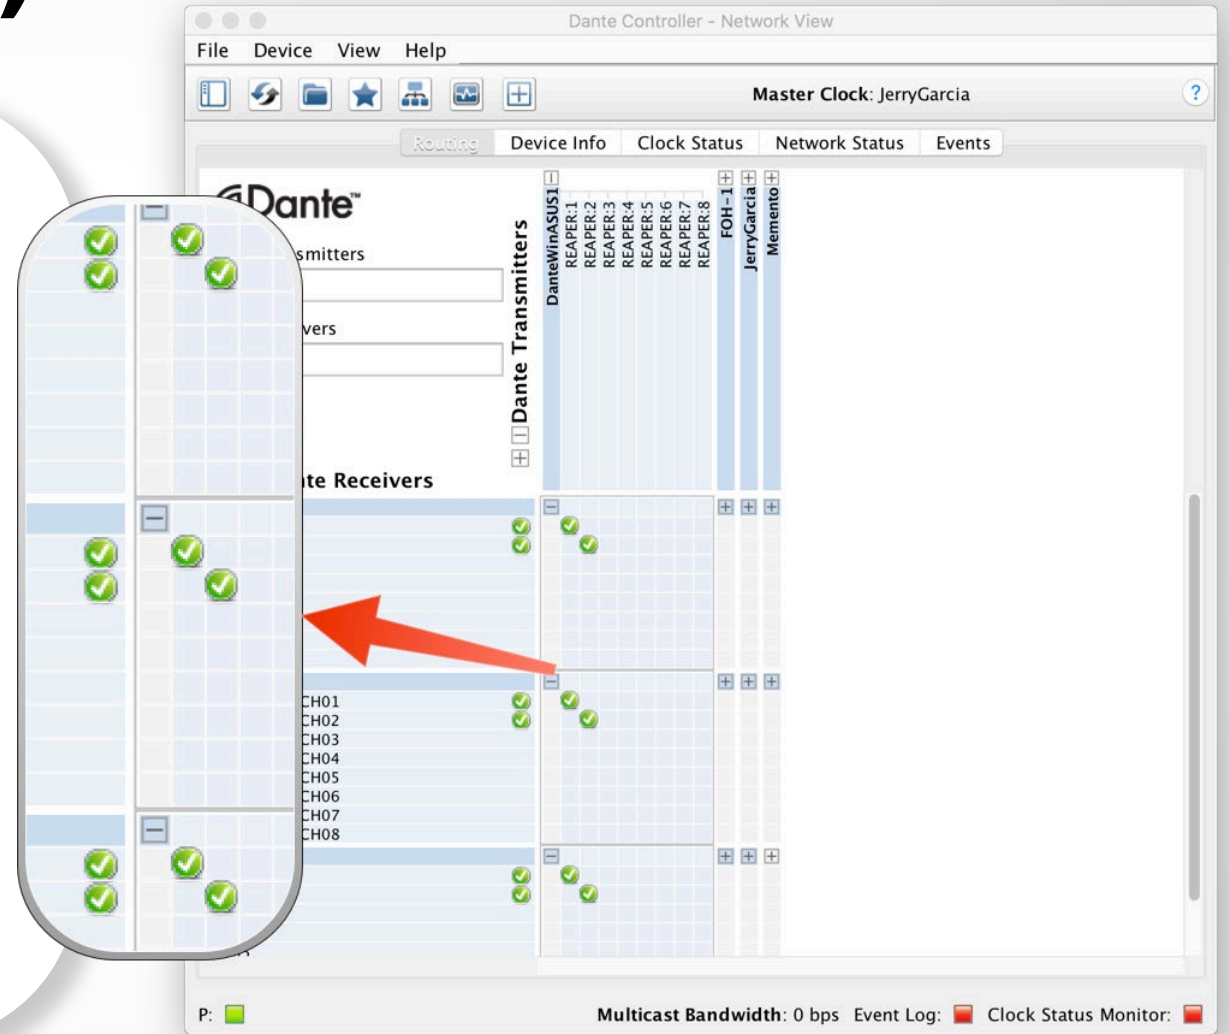 Dante Controller - Network View
File Device View Help
Master Clock: JerryGarcia
?
Routing Device Info Clock Status Network Status Events
Dante™
smitters
vers
Dante Transmitters
DanteWinASUS1
REAPER:1
REAPER:2
REAPER:3
REAPER:4
REAPER:5
REAPER:6
REAPER:7
REAPER:8
FOH-1
JerryGarcia
Memento
te Receivers
CH01
CH02
CH03
CH04
CH05
CH06
CH07
CH08
P: Multicast Bandwidth: 0 bps Event Log: Clock Status Monitor: